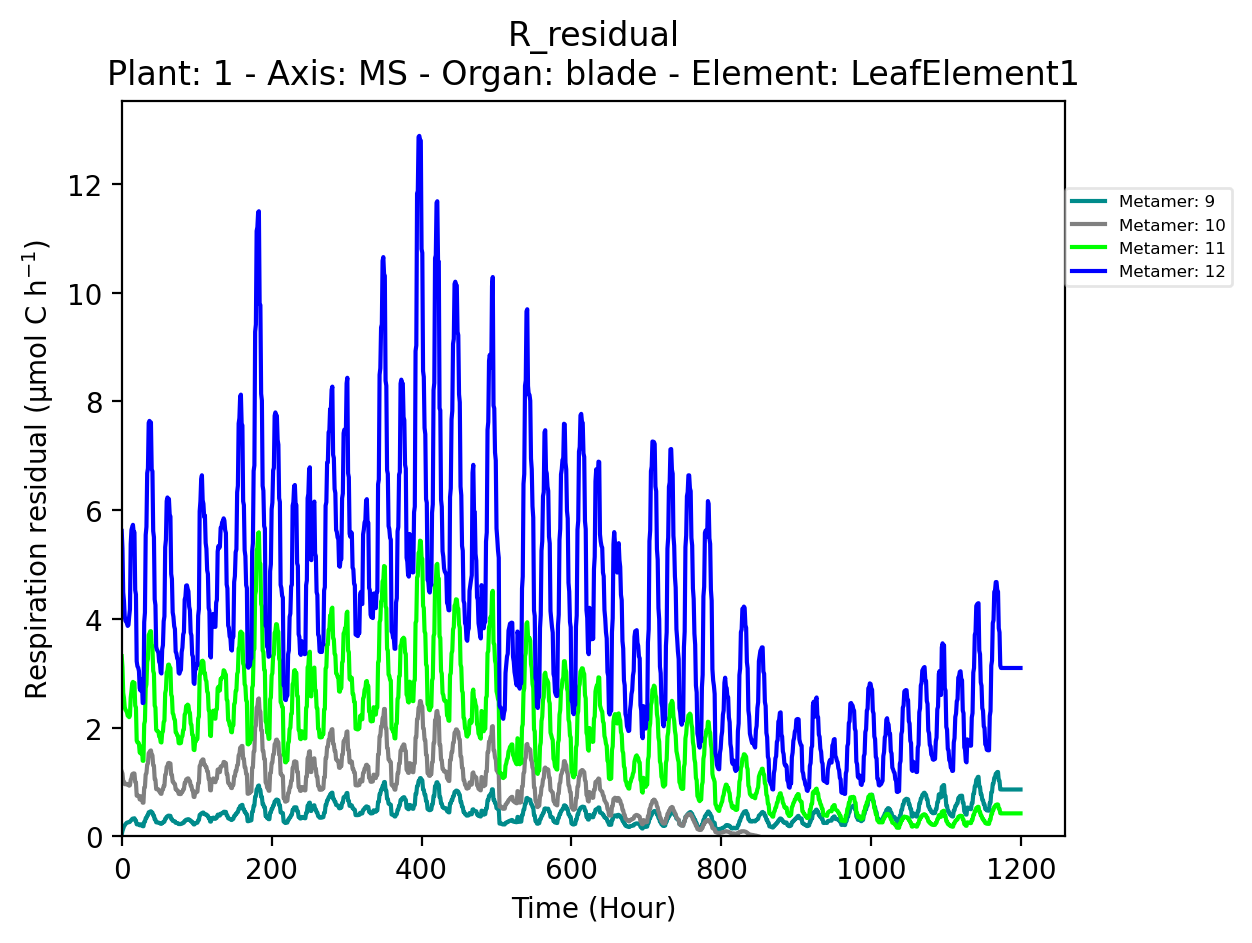 R_residual
Plant: 1 - Axis: MS - Organ: blade - Element: LeafElement1
Respiration residual (µmol C h⁻¹)
12
10
8
6
4
2
0
0 200 400 600 800 1000 1200
Time (Hour)
Metamer: 9
Metamer: 10
Metamer: 11
Metamer: 12